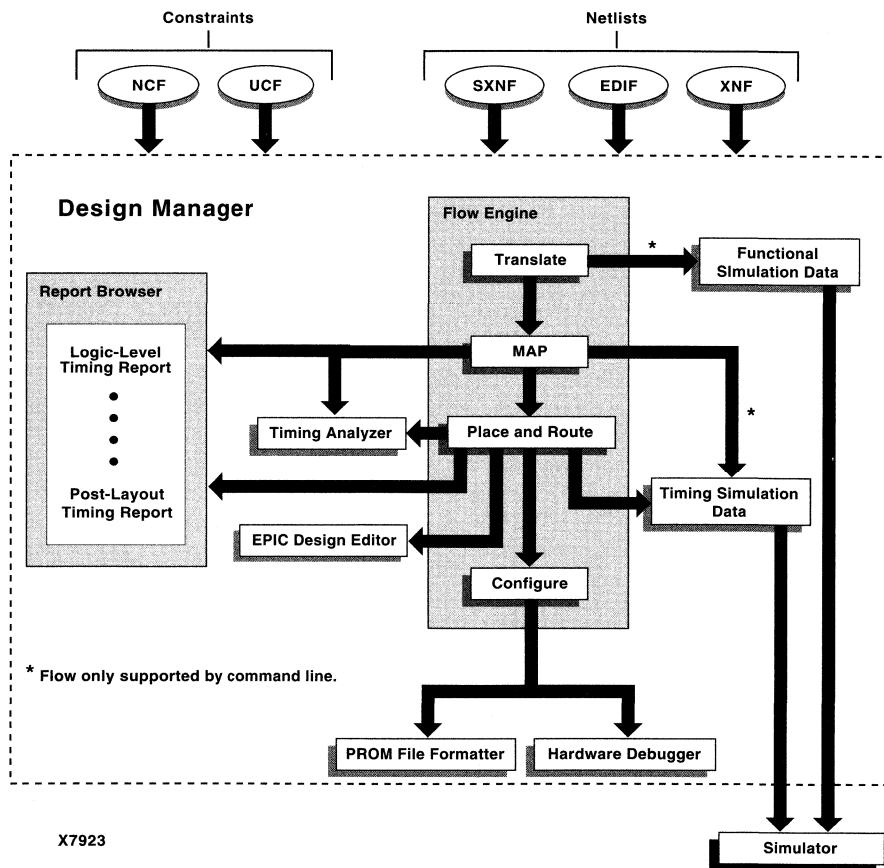 Constraints
Netlists
NCF
UCF
SXNF
EDIF
XNF
Design Manager
Flow Engine
Translate
*
Functional
SImulation Data
Report Browser
Logic-Level
Timing Report
MAP
Timing Analyzer
Place and Route
*
Post-Layout
Timing Report
Timing Simulation
Data
EPIC Design Editor
Configure
* Flow only supported by command line.
PROM File Formatter
Hardware Debugger
X7923
Simulator